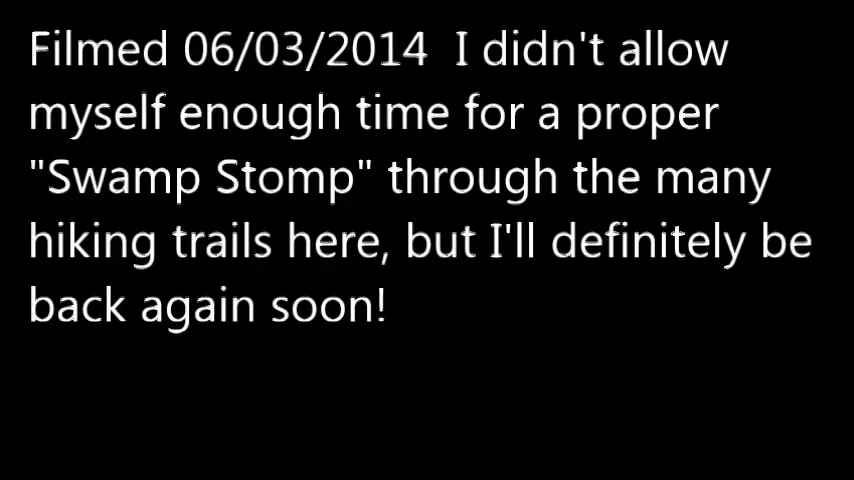 Filmed 06/03/2014  I didn't allow
myself enough time for a proper
"Swamp Stomp" through the many
hiking trails here, but I'll definitely be
back again soon!